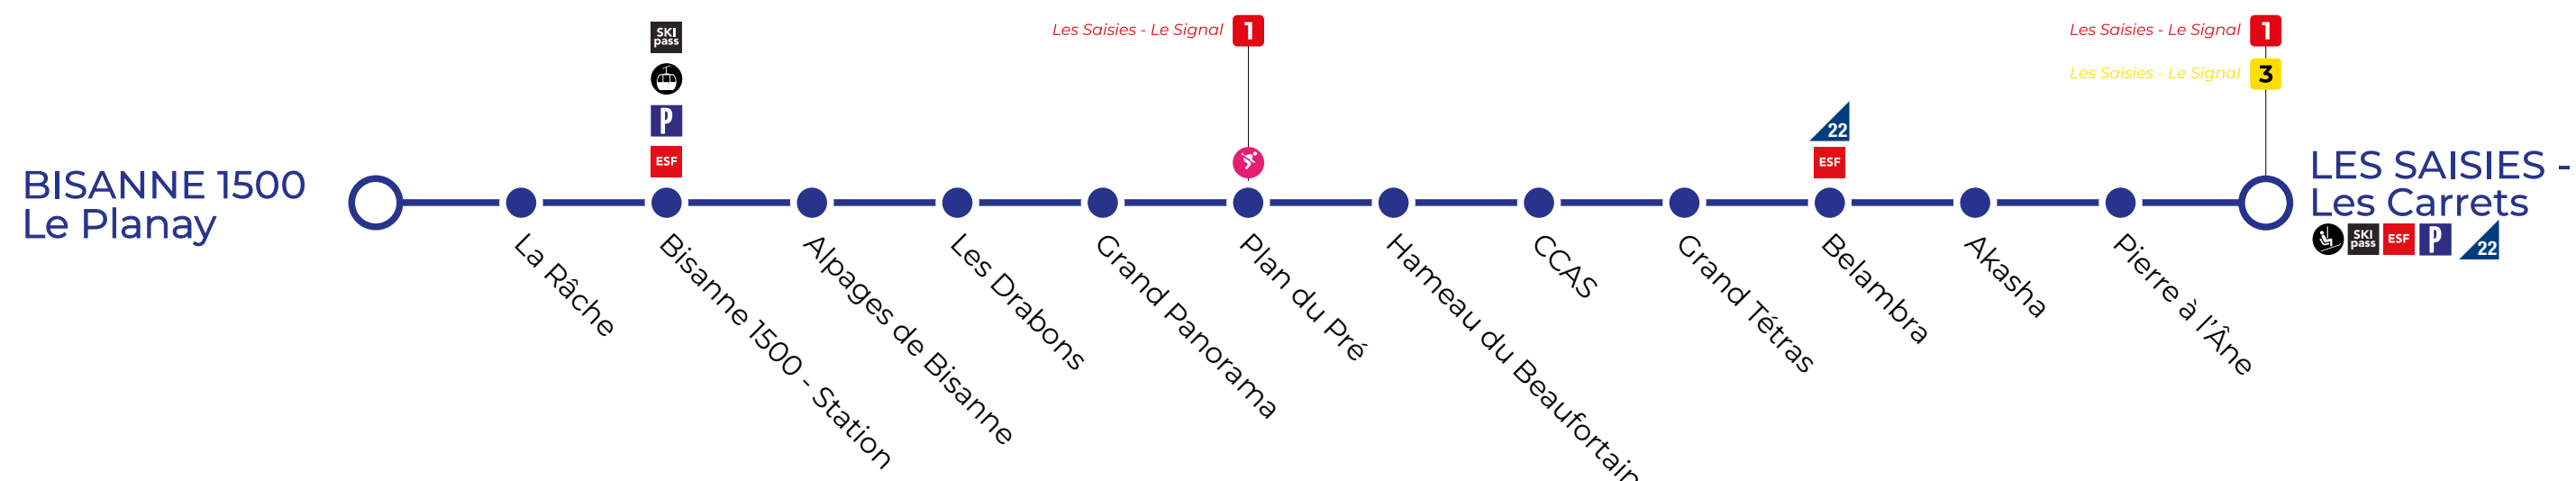 Les Saisies - Le Signal 1
Les Saisies - Le Signal 1
Les Saisies - Le Signal 3
SKI
pass
P
ESF
22
ESF
BISANNE 1500
Le Planay
LES SAISIES -
Les Carrets
SKI
pass
ESF
P
22
La Râche
Bisanne 1500 - Station
Alpages de Bisanne
Les Drabons
Grand Panorama
Plan du Pré
Hameau du Beaufortain
CCAS
Grand Tétras
Belambra
Akasha
Pierre à l'Âne